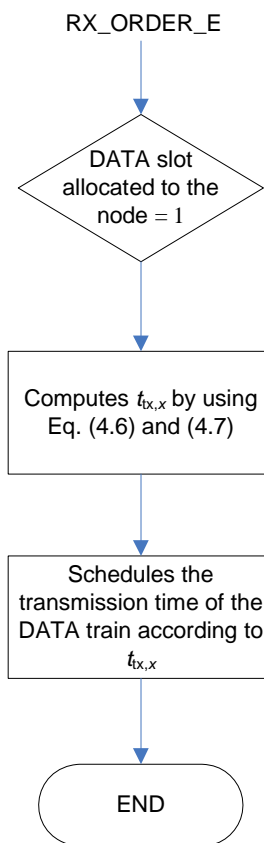 RX_ORDER_E
DATA slot
allocated to the
node = 1
Computes t_tx,x by using
Eq. (4.6) and (4.7)
Schedules the
transmission time of the
DATA train according to
t_tx,x
END